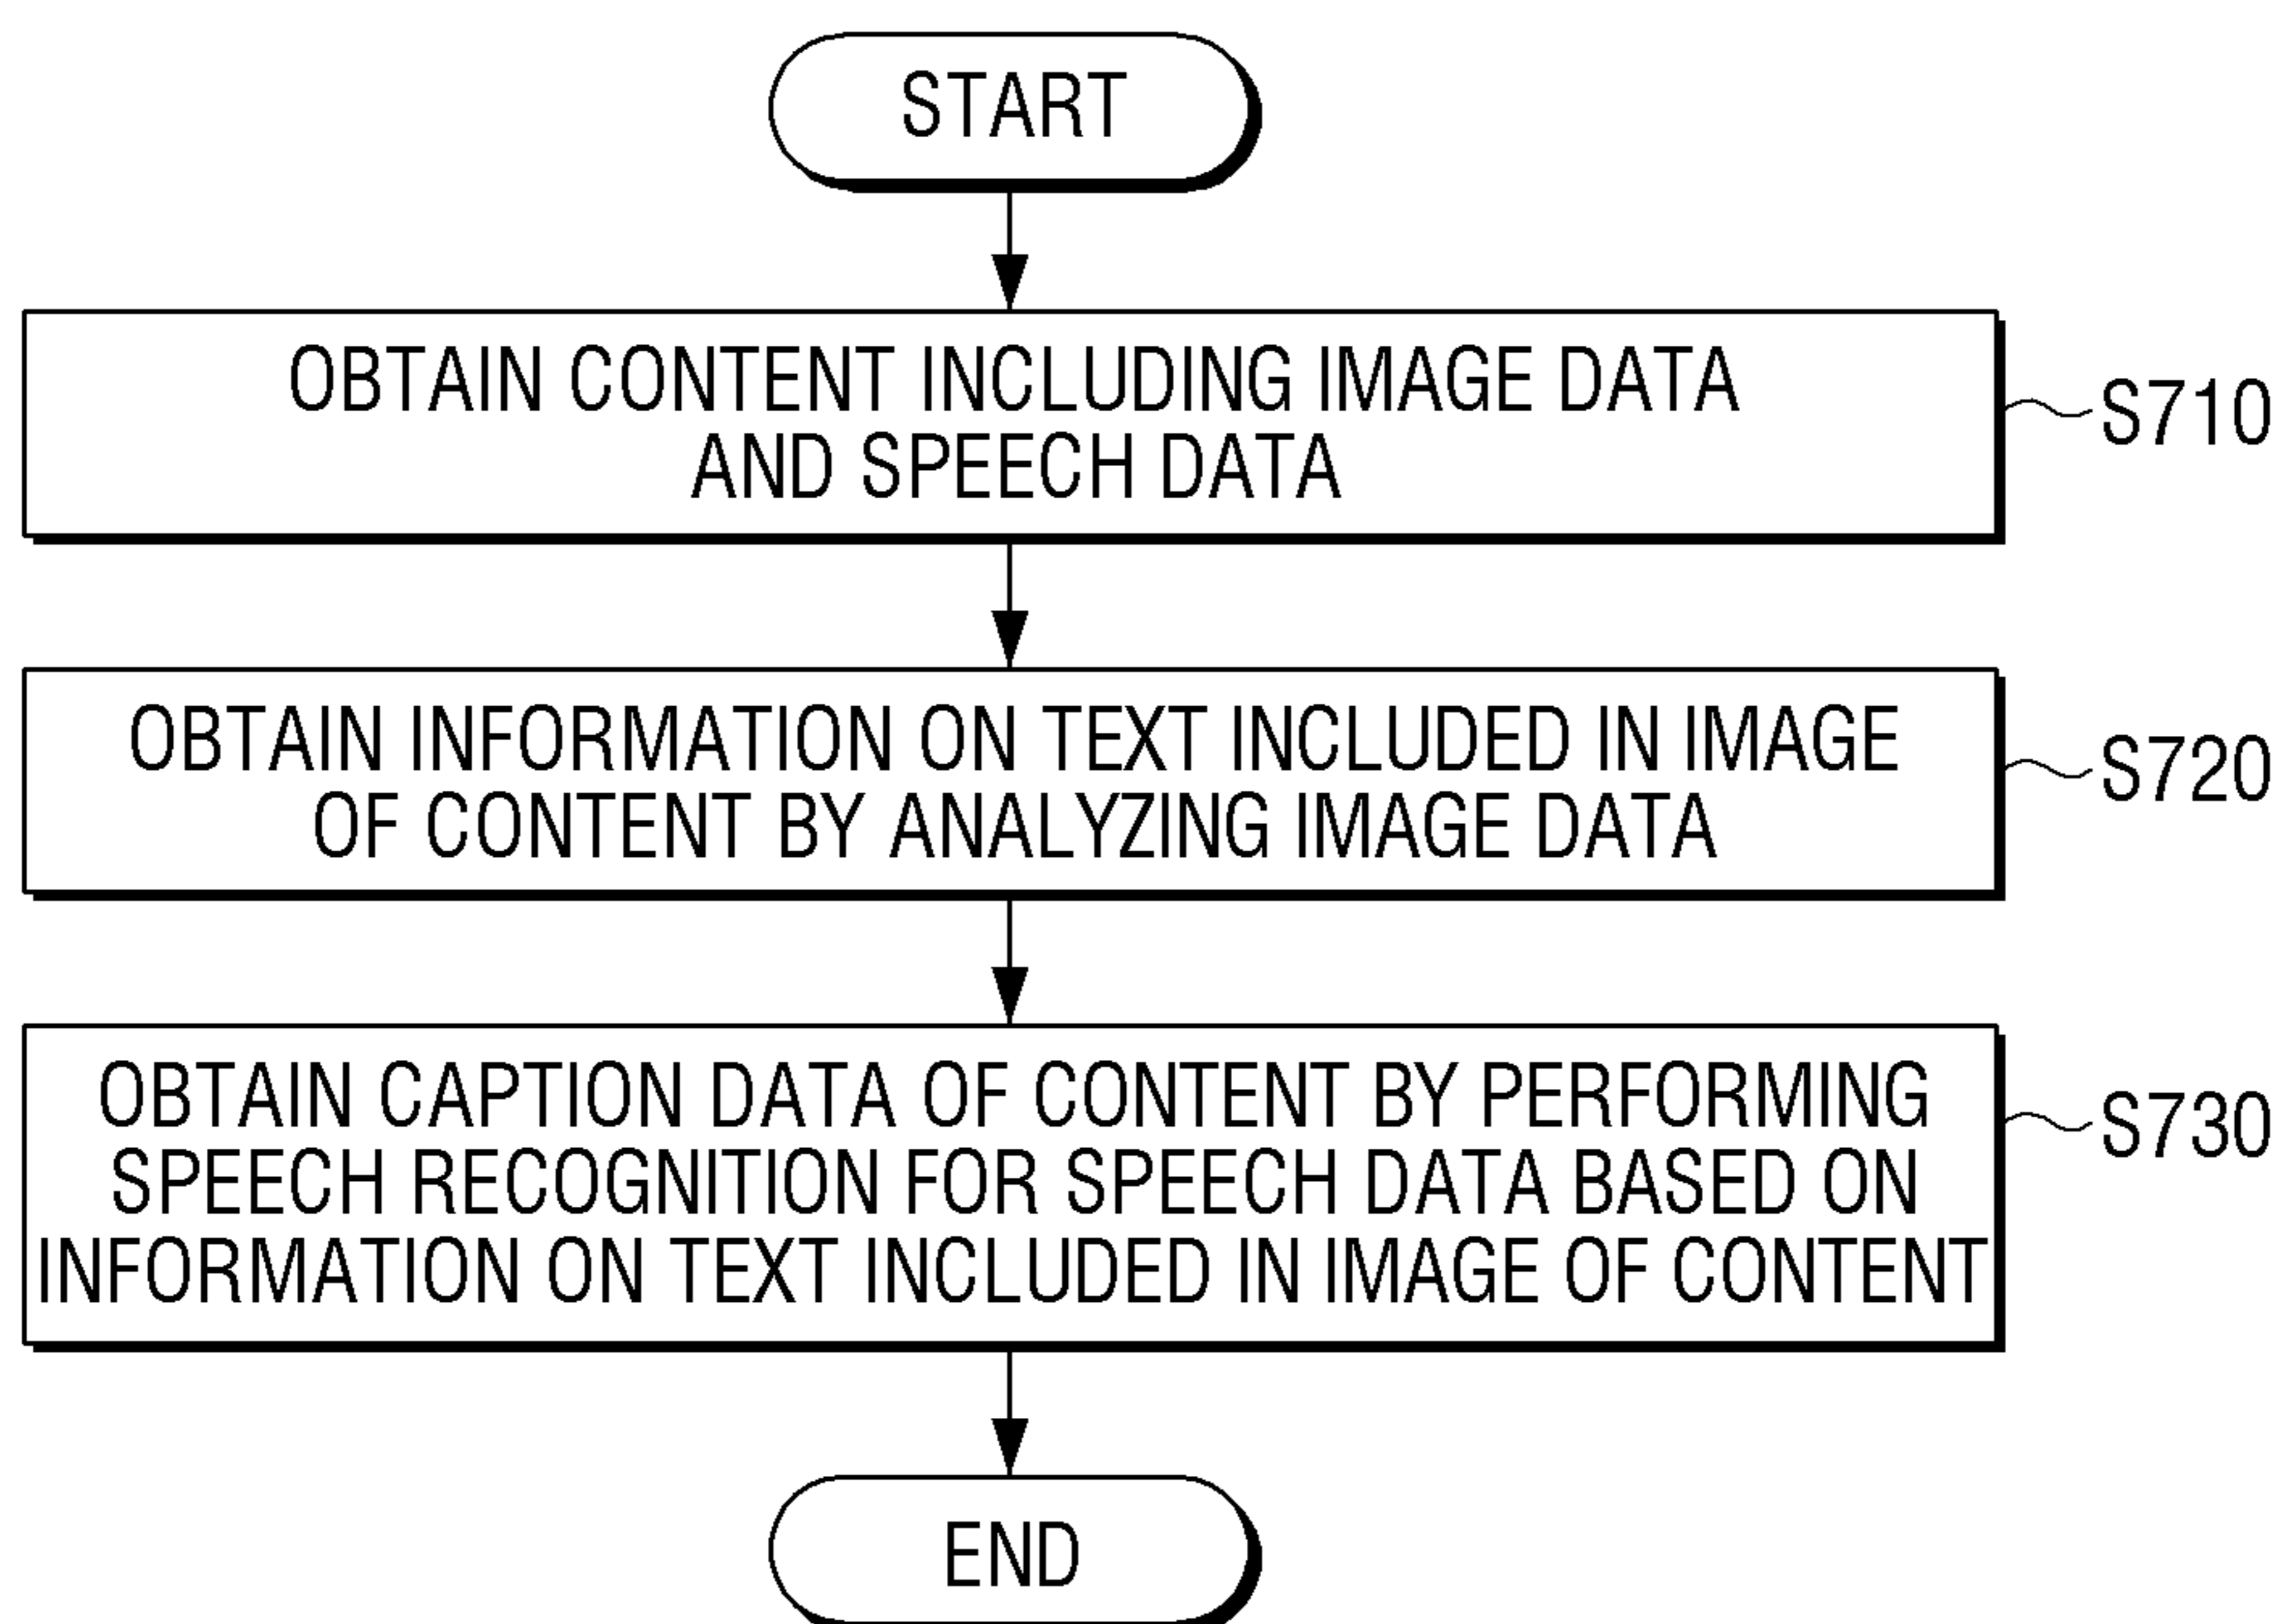 START
OBTAIN CONTENT INCLUDING IMAGE DATA
AND SPEECH DATA
S710
OBTAIN INFORMATION ON TEXT INCLUDED IN IMAGE
OF CONTENT BY ANALYZING IMAGE DATA
S720
OBTAIN CAPTION DATA OF CONTENT BY PERFORMING
SPEECH RECOGNITION FOR SPEECH DATA BASED ON
INFORMATION ON TEXT INCLUDED IN IMAGE OF CONTENT
S730
END